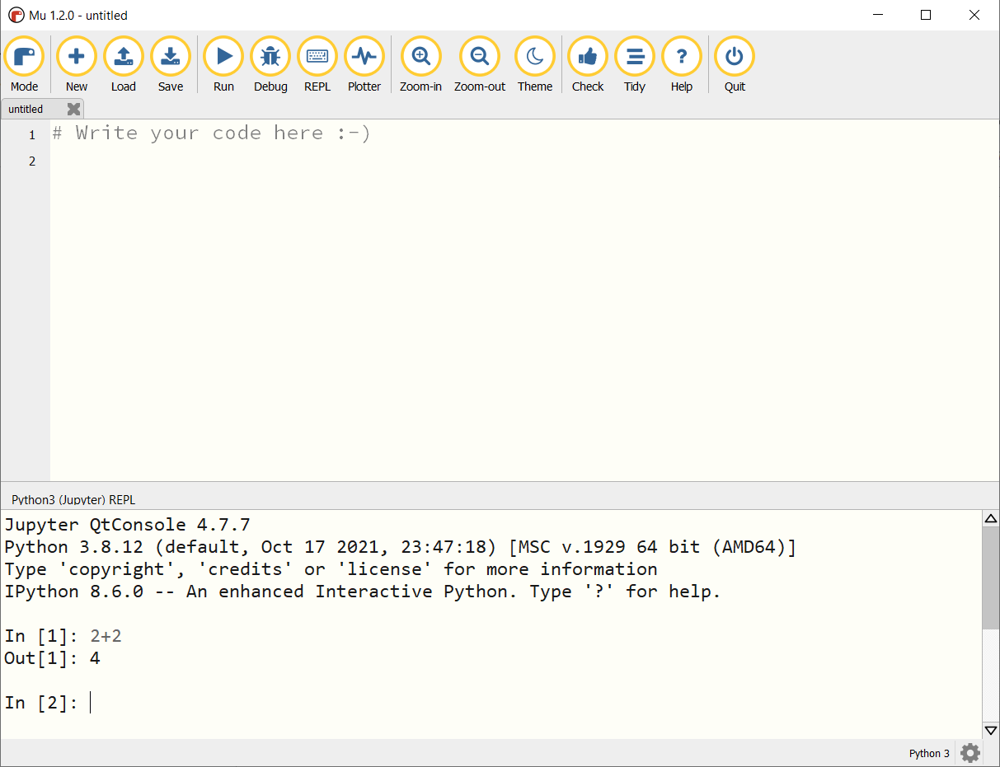 Mu 1.2.0 - untitled
Mode New Load Save Run Debug REPL Plotter Zoom-in Zoom-out Theme Check Tidy Help Quit
untitled
1 # Write your code here :-)
2
Python3 (Jupyter) REPL
Jupyter QtConsole 4.7.7
Python 3.8.12 (default, Oct 17 2021, 23:47:18) [MSC v.1929 64 bit (AMD64)]
Type 'copyright', 'credits' or 'license' for more information
IPython 8.6.0 -- An enhanced Interactive Python. Type '?' for help.
In [1]: 2+2
Out[1]: 4
In [2]:
Python 3